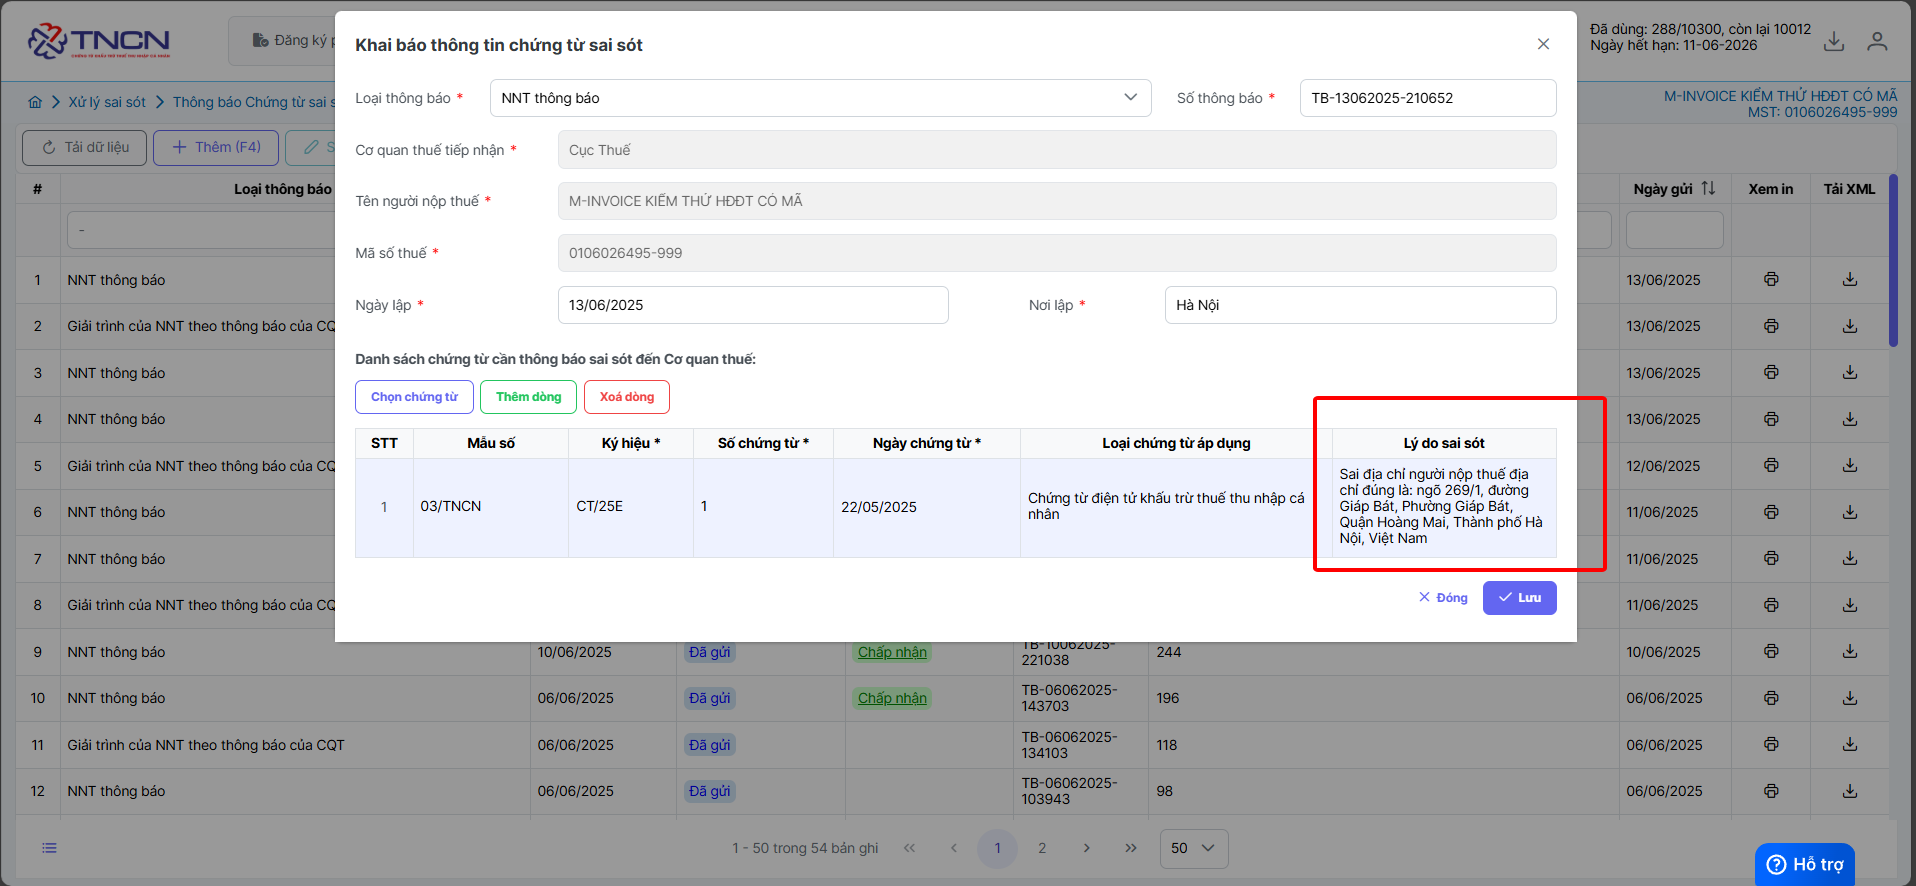 TNCN
CHỨNG TỪ KHẤU TRỪ THUẾ THU NHẬP CÁ NHÂN
Đăng ký
Đã dùng: 288/10300, còn lại 10012
Ngày hết hạn: 11-06-2026
Xử lý sai sót
Thông báo Chứng từ sai
M-INVOICE KIỂM THỬ HĐĐT CÓ MÃ
MST: 0106026495-999
Tải dữ liệu
Thêm (F4)
S
Khai báo thông tin chứng từ sai sót
Loại thông báo *
NNT thông báo
Số thông báo *
TB-13062025-210652
Cơ quan thuế tiếp nhận *
Cục Thuế
Tên người nộp thuế *
M-INVOICE KIỂM THỬ HĐĐT CÓ MÃ
Mã số thuế *
0106026495-999
Ngày lập *
13/06/2025
Nơi lập *
Hà Nội
Danh sách chứng từ cần thông báo sai sót đến Cơ quan thuế:
Chọn chứng từ
Thêm dòng
Xoá dòng
STT
Mẫu số
Ký hiệu *
Số chứng từ *
Ngày chứng từ *
Loại chứng từ áp dụng
Lý do sai sót
1
03/TNCN
CT/25E
1
22/05/2025
Chứng từ điện tử khấu trừ thuế thu nhập cá
nhân
Sai địa chỉ người nộp thuế địa
chỉ đúng là: ngõ 269/1, đường
Giáp Bát, Phường Giáp Bát,
Quận Hoàng Mai, Thành phố Hà
Nội, Việt Nam
Đóng
Lưu
#
Loại thông báo
Ngày gửi
Xem in
Tải XML
-
1
NNT thông báo
13/06/2025
2
Giải trình của NNT theo thông báo của CQ
13/06/2025
3
NNT thông báo
13/06/2025
4
NNT thông báo
13/06/2025
5
Giải trình của NNT theo thông báo của CQ
12/06/2025
6
NNT thông báo
11/06/2025
7
NNT thông báo
11/06/2025
8
Giải trình của NNT theo thông báo của CQ
11/06/2025
9
NNT thông báo
10/06/2025
Đã gửi
Chấp nhận
TB-10062025-
221038
244
10/06/2025
10
NNT thông báo
06/06/2025
Đã gửi
Chấp nhận
TB-06062025-
143703
196
06/06/2025
11
Giải trình của NNT theo thông báo của CQT
06/06/2025
Đã gửi
TB-06062025-
134103
118
06/06/2025
12
NNT thông báo
06/06/2025
Đã gửi
TB-06062025-
103943
98
06/06/2025
1 - 50 trong 54 bản ghi
1
2
50
Hỗ trợ